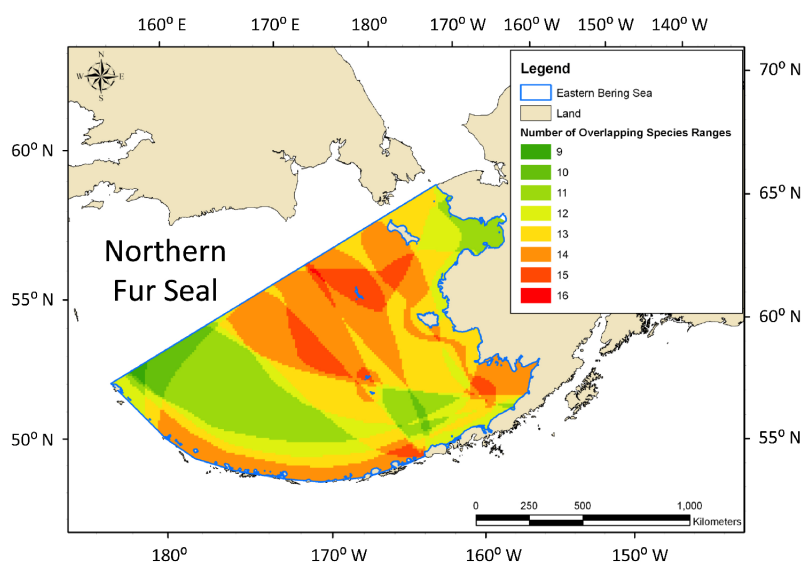 160° E 170° E 180° 170° W 160° W 150° W 140° W
N
W E
S
70° N
60° N
65° N
55° N
60° N
50° N
55° N
Northern
Fur Seal
Legend
Eastern Bering Sea
Land
Number of Overlapping Species Ranges
9
10
11
12
13
14
15
16
0 250 500 1,000
Kilometers
180° 170° W 160° W 150° W